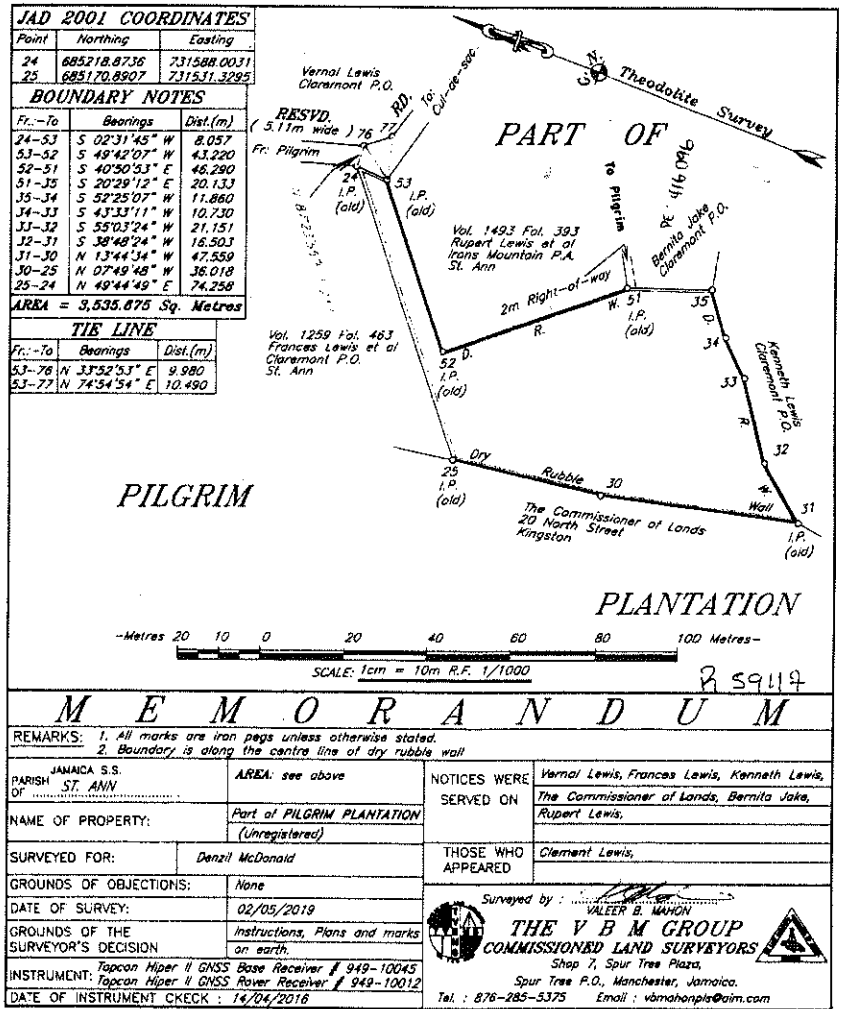 JAD 2001 COORDINATES
Point Northing Easting
24 685218.8736 731588.0031
25 685170.8907 731531.3295
BOUNDARY NOTES
Fr.:-To Bearings Dist.(m)
24-53 S 02°31'45" W 8.057
53-52 S 49°42'07" W 43.220
52-51 S 40°50'53" E 46.290
51-35 S 20°29'12" E 20.133
35-34 S 52°25'07" W 11.860
34-33 S 43°33'11" W 10.730
33-32 S 55°03'24" W 21.151
32-31 S 38°48'24" W 16.503
31-30 N 13°44'34" W 47.559
30-25 N 07°49'48" W 36.018
25-24 N 49°44'49" E 74.258
AREA = 3,535.675 Sq. Metres
TIE LINE
Fr.:-To Bearings Dist.(m)
53-76 N 33°52'53" E 9.980
53-77 N 74°54'54" E 10.490
Vernal Lewis
Claremont P.O.
RESVD. RD.
( 5.11m wide )
To: Cul-de-sac
Fr: Pilgrim
76
77
24
I.P.
(old)
53
I.P.
(old)
G. N.
Theodolite Survey
PART OF
PE 416096
To Pilgrim
Bernita Jake
Claremont P.O.
Vol. 1493 Fol. 393
Rupert Lewis et al
Irons Mountain P.A.
St. Ann
2m Right-of-way
51
I.P.
(old)
35
34
33
32
31
I.P.
(old)
D. R. W.
Kenneth Lewis
Claremont P.O.
D. R. W.
Vol. 1259 Fol. 463
Frances Lewis et al
Claremont P.O.
St. Ann
52
I.P.
(old)
25
I.P.
(old)
Dry Rubble Wall
30
The Commissioner of Lands
20 North Street
Kingston
PILGRIM
PLANTATION
-Metres 20 10 0 20 40 60 80 100 Metres-
SCALE: 1cm = 10m R.F. 1/1000
R 59117
MEMORANDUM
REMARKS: 1. All marks are iron pegs unless otherwise stated.
2. Boundary is along the centre line of dry rubble wall
JAMAICA S.S.
PARISH OF ST. ANN
AREA: see above
NAME OF PROPERTY: Part of PILGRIM PLANTATION
(Unregistered)
SURVEYED FOR: Denzil McDonald
GROUNDS OF OBJECTIONS: None
DATE OF SURVEY: 02/05/2019
GROUNDS OF THE SURVEYOR'S DECISION Instructions, Plans and marks
on earth.
INSTRUMENT: Topcon Hiper II GNSS Base Receiver # 949-10045
Topcon Hiper II GNSS Rover Receiver # 949-10012
DATE OF INSTRUMENT CKECK : 14/04/2016
NOTICES WERE SERVED ON
Vernal Lewis, Frances Lewis, Kenneth Lewis,
The Commissioner of Lands, Bernita Jake,
Rupert Lewis,
THOSE WHO APPEARED
Clement Lewis,
Surveyed by :
VALEER B. MAHON
THE V B M GROUP
COMMISSIONED LAND SURVEYORS
Shop 7, Spur Tree Plaza,
Spur Tree P.O., Manchester, Jamaica.
Tel. : 876-285-5375 Email : vbmahonpls@aim.com